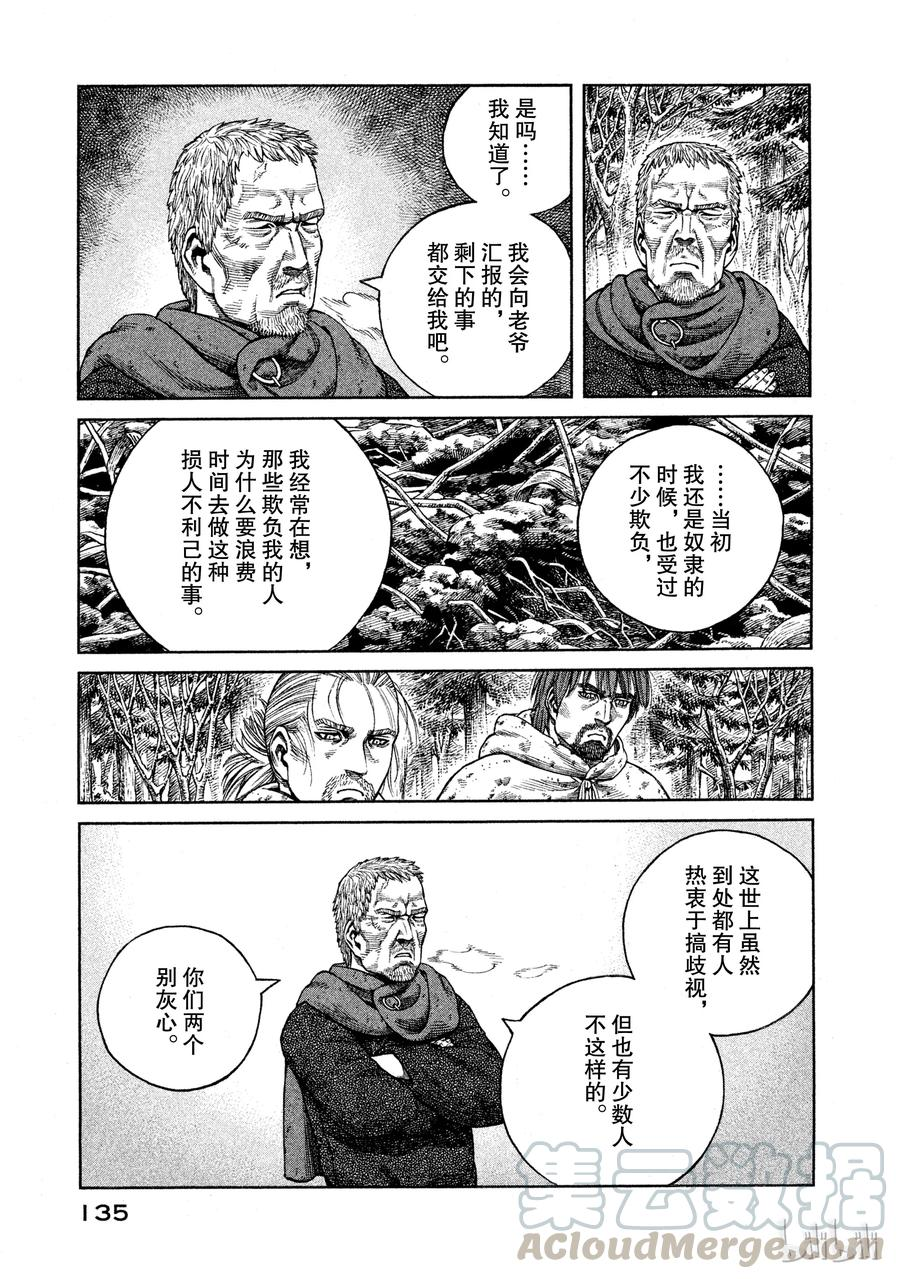 是吗……
我知道了。
我会向老爷
汇报的，
剩下的事
都交给我吧。
……当初
我还是奴隶的
时候，也受过
不少欺负，
我经常在想，
那些欺负我的人
为什么要浪费
时间去做这种
损人不利己的事。
这世上虽然
到处都有人
热衷于搞歧视，
但也有少数人
不这样的。
你们两个
别灰心。
135
集云数据
ACloudMerge.com